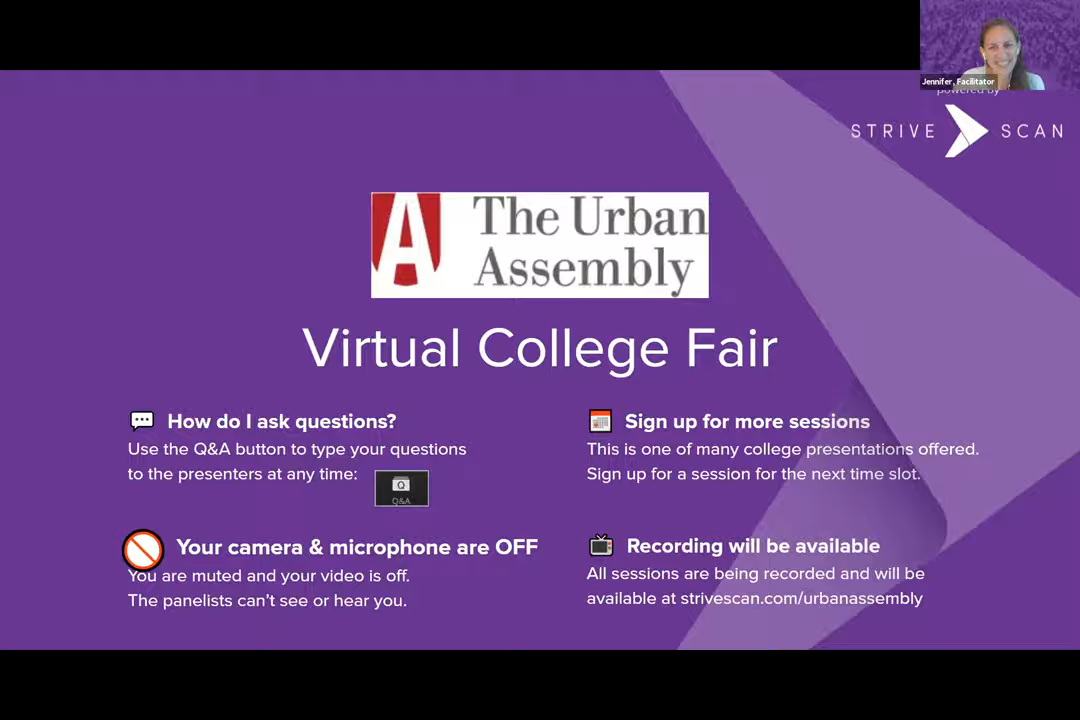 Jennifer, Facilitator
powered by
STRIVE SCAN
A The Urban
Assembly
Virtual College Fair
How do I ask questions?
Use the Q&A button to type your questions
to the presenters at any time:
Q
Q&A
Sign up for more sessions
This is one of many college presentations offered.
Sign up for a session for the next time slot.
Your camera & microphone are OFF
You are muted and your video is off.
The panelists can’t see or hear you.
Recording will be available
All sessions are being recorded and will be
available at strivescan.com/urbanassembly